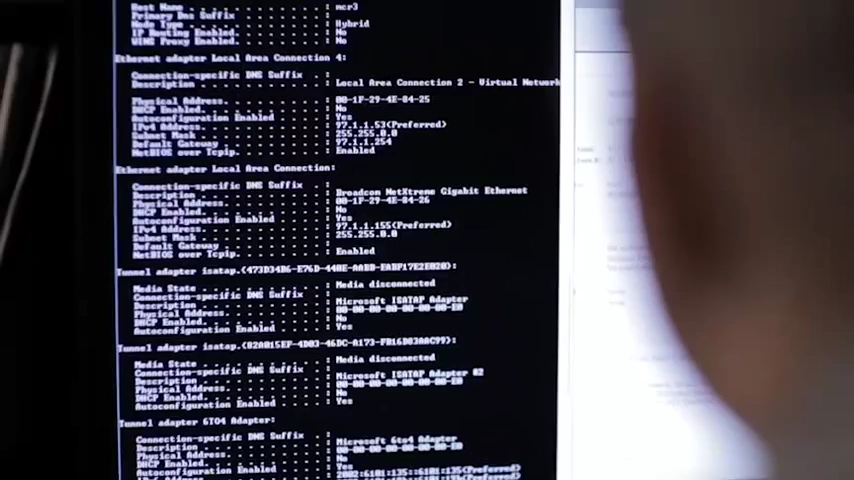 Host Name . . . . . . . . . . . . : mcr3
Primary Dns Suffix . . . . . . . :
Node Type . . . . . . . . . . . . : Hybrid
IP Routing Enabled. . . . . . . . : No
WINS Proxy Enabled. . . . . . . . : No
Ethernet adapter Local Area Connection 4:
Connection-specific DNS Suffix . :
Description . . . . . . . . . . . : Local Area Connection 2 - Virtual Network
Physical Address. . . . . . . . . : 00-1F-29-4E-84-25
DHCP Enabled. . . . . . . . . . . : No
Autoconfiguration Enabled . . . . : Yes
IPv4 Address. . . . . . . . . . . : 97.1.1.53(Preferred)
Subnet Mask . . . . . . . . . . . : 255.255.0.0
Default Gateway . . . . . . . . . : 97.1.1.254
NetBIOS over Tcpip. . . . . . . . : Enabled
Ethernet adapter Local Area Connection:
Connection-specific DNS Suffix . :
Description . . . . . . . . . . . : Broadcom NetXtreme Gigabit Ethernet
Physical Address. . . . . . . . . : 00-1F-29-4E-84-26
DHCP Enabled. . . . . . . . . . . : No
Autoconfiguration Enabled . . . . : Yes
IPv4 Address. . . . . . . . . . . : 97.1.1.155(Preferred)
Subnet Mask . . . . . . . . . . . : 255.255.0.0
Default Gateway . . . . . . . . . :
NetBIOS over Tcpip. . . . . . . . : Enabled
Tunnel adapter isatap.
Media State . . . . . . . . . . . : Media disconnected
Connection-specific DNS Suffix . :
Description . . . . . . . . . . . : Microsoft ISATAP Adapter
Physical Address. . . . . . . . . : 00-00-00-00-00-00-00-E0
DHCP Enabled. . . . . . . . . . . : No
Autoconfiguration Enabled . . . . : Yes
Tunnel adapter isatap.
Media State . . . . . . . . . . . : Media disconnected
Connection-specific DNS Suffix . :
Description . . . . . . . . . . . : Microsoft ISATAP Adapter #2
Physical Address. . . . . . . . . : 00-00-00-00-00-00-00-E0
DHCP Enabled. . . . . . . . . . . : No
Autoconfiguration Enabled . . . . : Yes
Tunnel adapter 6TO4 Adapter:
Connection-specific DNS Suffix . :
Description . . . . . . . . . . . : Microsoft 6to4 Adapter
Physical Address. . . . . . . . . : 00-00-00-00-00-00-00-E0
DHCP Enabled. . . . . . . . . . . : No
Autoconfiguration Enabled . . . . : Yes